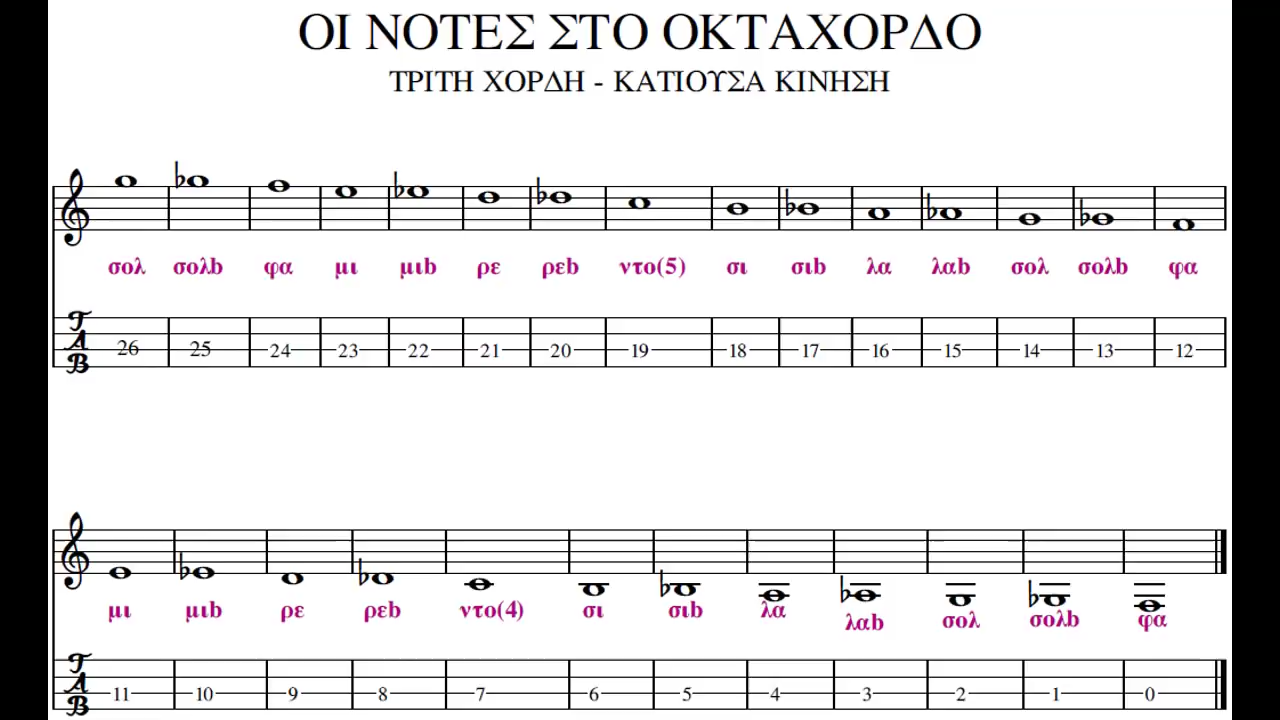 ΟΙ ΝΟΤΕΣ ΣΤΟ ΟΚΤΑΧΟΡΔΟ
ΤΡΙΤΗ ΧΟΡΔΗ - ΚΑΤΙΟΥΣΑ ΚΙΝΗΣΗ
σολ σολb φα μι μιb ρε ρεb ντο(5) σι σιb λα λαb σολ σολb φα
TAB 26 25 24 23 22 21 20 19 18 17 16 15 14 13 12
μι μιb ρε ρεb ντο(4) σι σιb λα λαb σολ σολb φα
TAB 11 10 9 8 7 6 5 4 3 2 1 0